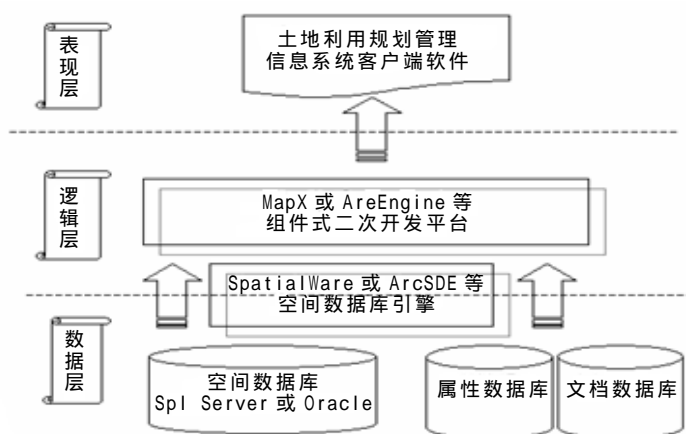 表现层
土地利用规划管理
信息系统客户端软件
逻辑层
MapX 或 AreEngine 等
组件式二次开发平台
SpatialWare 或 ArcSDE 等
空间数据库引擎
数据层
空间数据库
Spl Server 或 Oracle
属性数据库
文档数据库